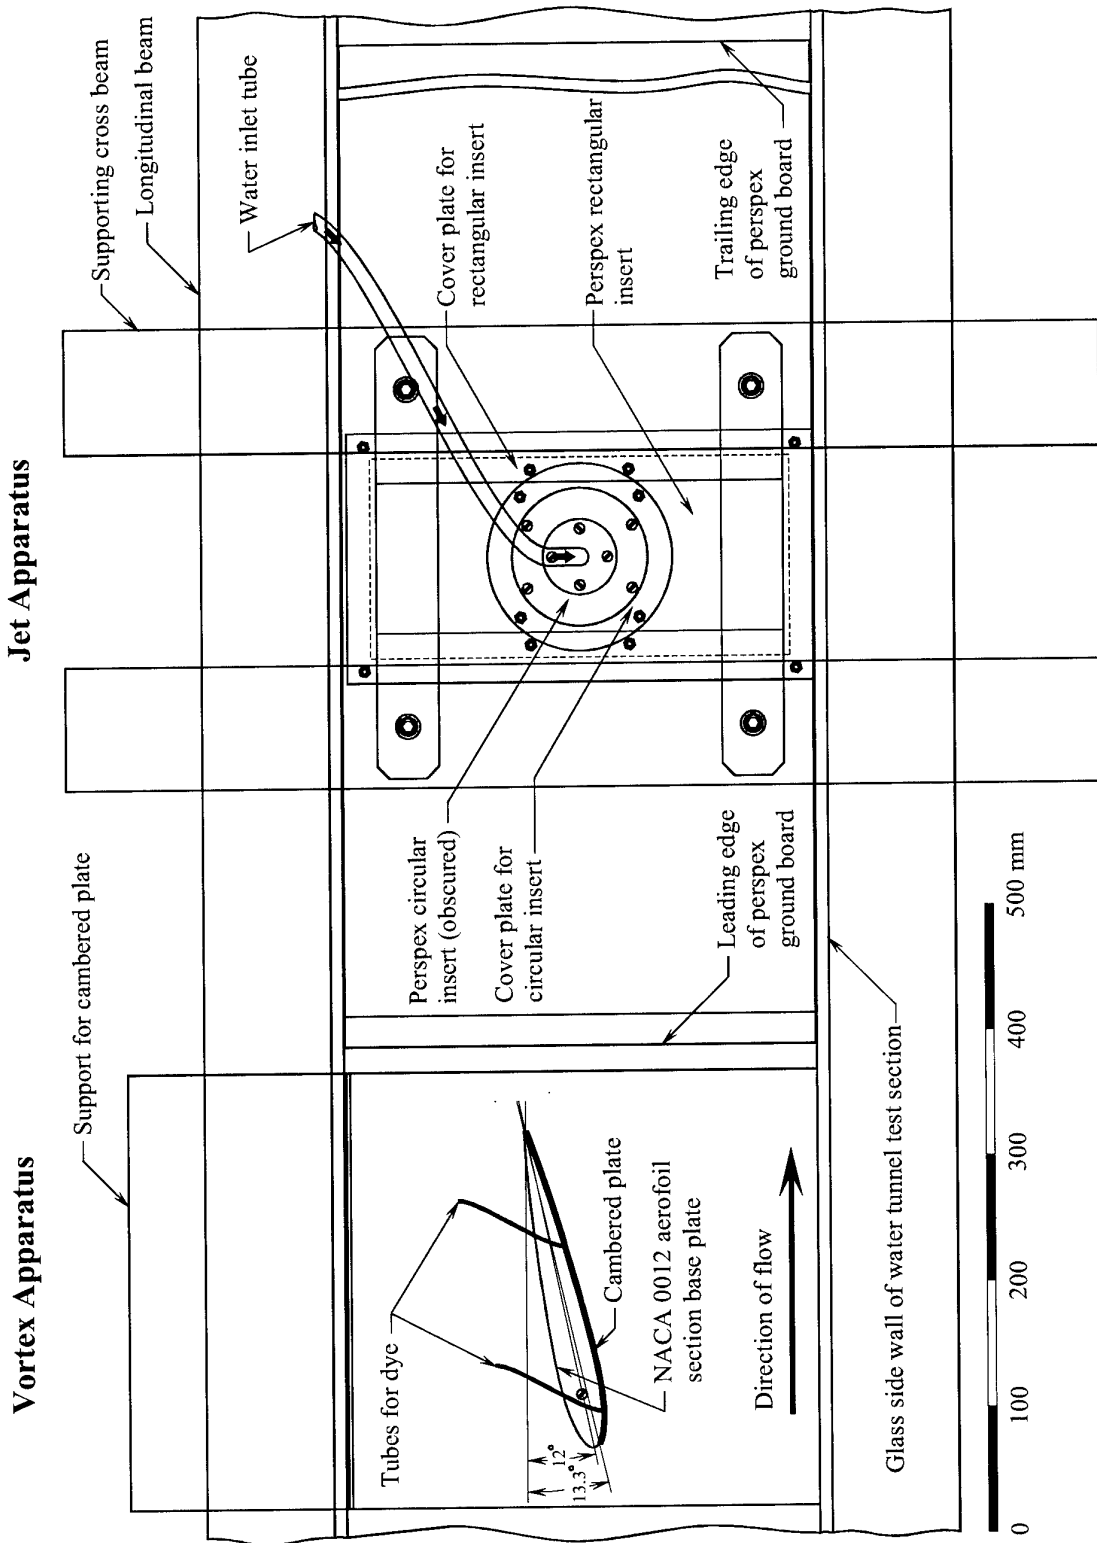 Vortex Apparatus
Jet Apparatus
Support for cambered plate
Supporting cross beam
Longitudinal beam
Water inlet tube
Tubes for dye
Perspex circular
insert (obscured)
Cover plate for
circular insert
Cover plate for
rectangular insert
Perspex rectangular
insert
12°
13.3°
Cambered plate
NACA 0012 aerofoil
section base plate
Direction of flow
Leading edge
of perspex
ground board
Trailing edge
of perspex
ground board
Glass side wall of water tunnel test section
0
100
200
300
400
500 mm